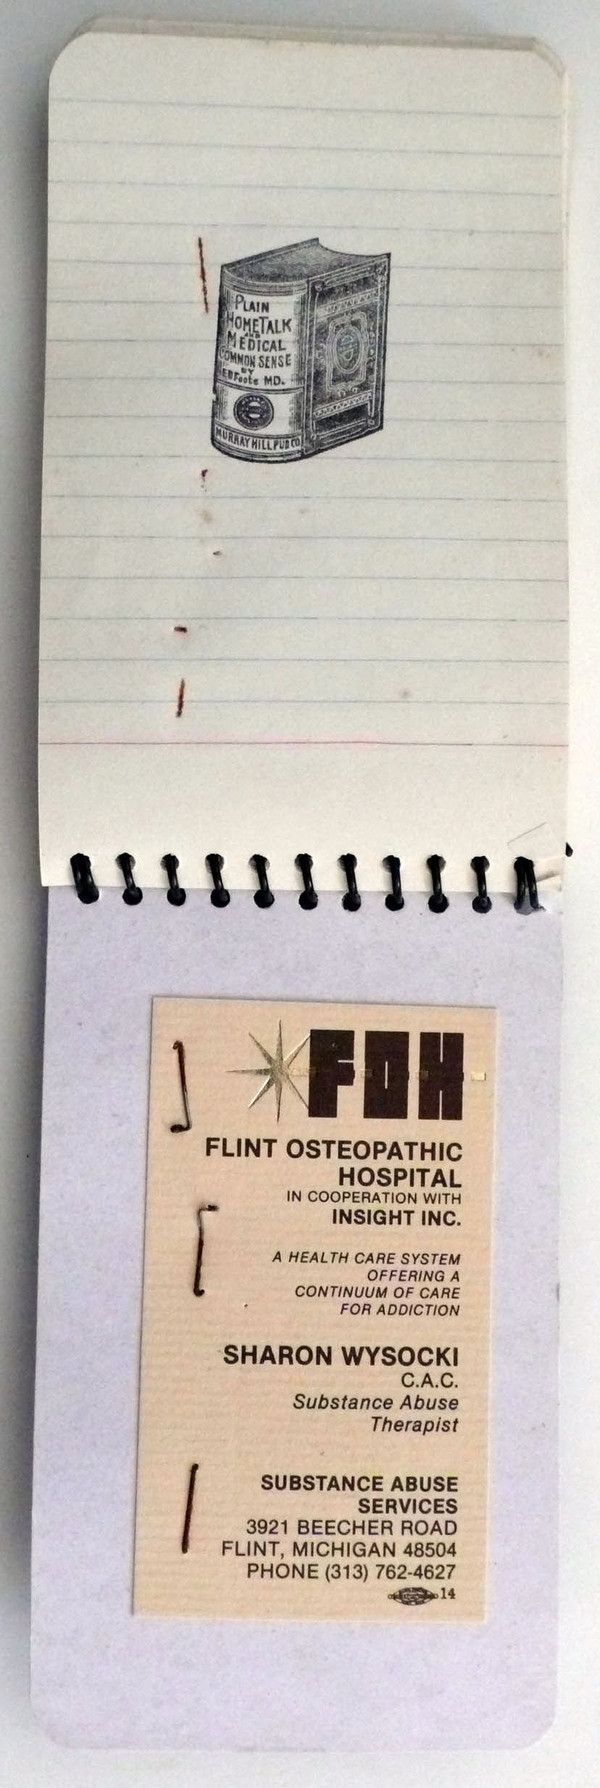 PLAIN
HOME TALK
AND
MEDICAL
COMMON SENSE
BY
EBFoote MD.
MURRAY HILL PUB CO
FOH
FLINT OSTEOPATHIC
HOSPITAL
IN COOPERATION WITH
INSIGHT INC.
A HEALTH CARE SYSTEM
OFFERING A
CONTINUUM OF CARE
FOR ADDICTION
SHARON WYSOCKI
C.A.C.
Substance Abuse
Therapist
SUBSTANCE ABUSE
SERVICES
3921 BEECHER ROAD
FLINT, MICHIGAN 48504
PHONE (313) 762-4627
14